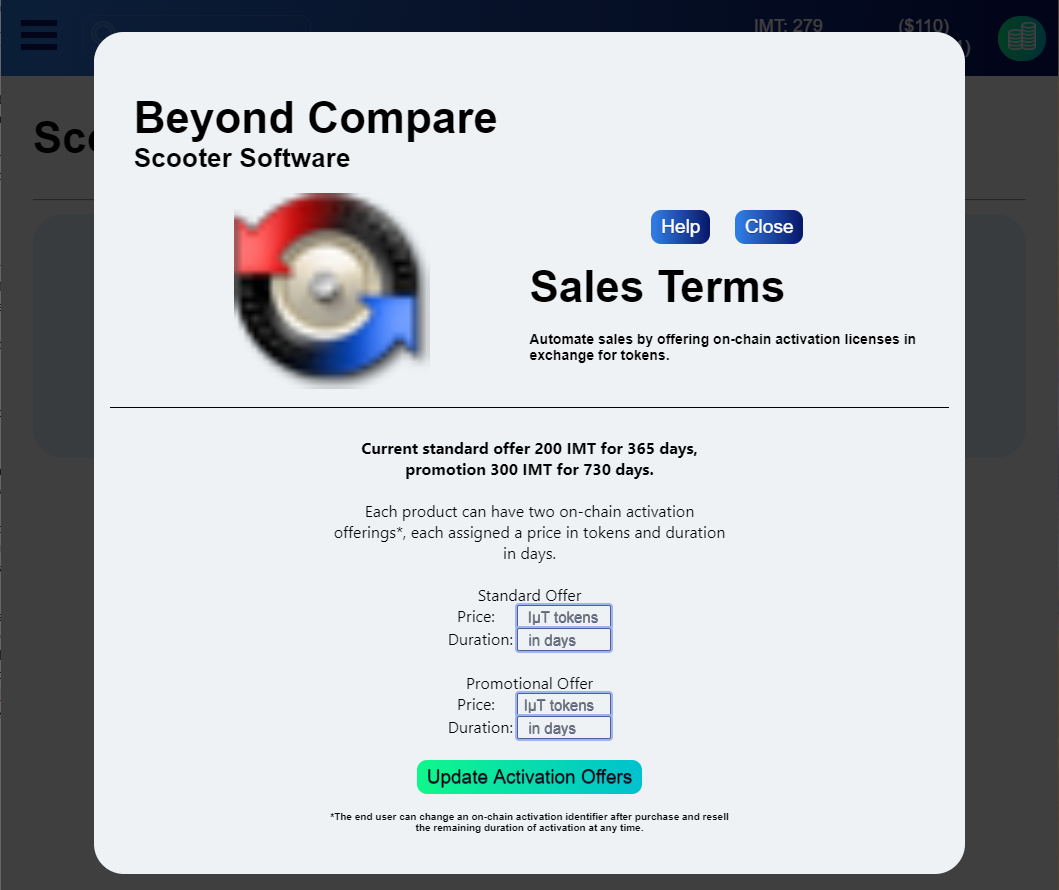 IMT: 279
($110)
Beyond Compare
Scooter Software
Help
Close
Sales Terms
Automate sales by offering on-chain activation licenses in
exchange for tokens.
Current standard offer 200 IMT for 365 days,
promotion 300 IMT for 730 days.
Each product can have two on-chain activation
offerings*, each assigned a price in tokens and duration
in days.
Standard Offer
Price: IμT tokens
Duration: in days
Promotional Offer
Price: IμT tokens
Duration: in days
Update Activation Offers
*The end user can change an on-chain activation identifier after purchase and resell
the remaining duration of activation at any time.